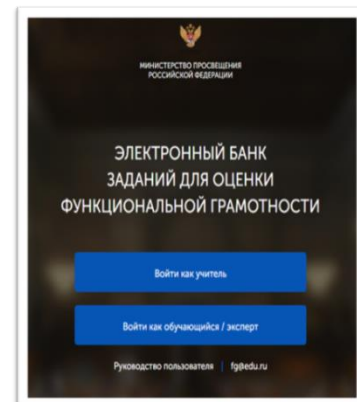 МИНИСТЕРСТВО ПРОСВЕЩЕНИЯ
РОССИЙСКОЙ ФЕДЕРАЦИИ
ЭЛЕКТРОННЫЙ БАНК
ЗАДАНИЙ ДЛЯ ОЦЕНКИ
ФУНКЦИОНАЛЬНОЙ ГРАМОТНОСТИ
Войти как учитель
Войти как обучающийся / эксперт
Руководство пользователя | fg@edu.ru